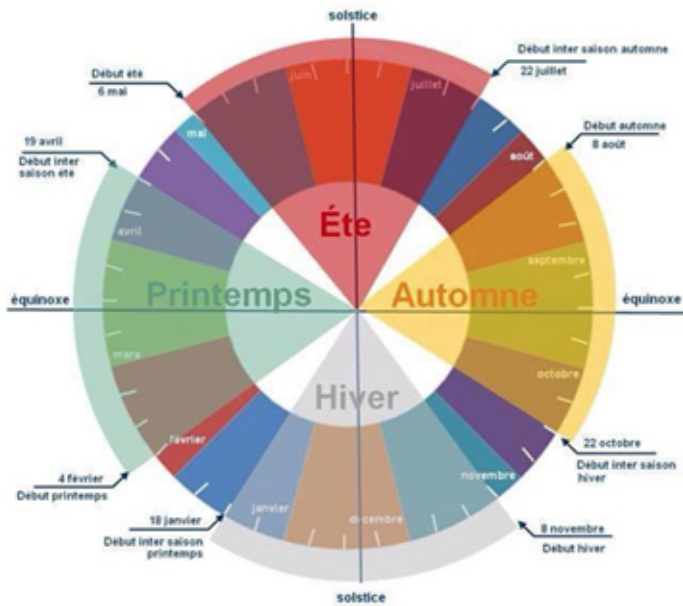 solstice
Début inter saison automne
22 juillet
Début été
6 mai
juin
juillet
Début automne
8 août
mai
août
19 avril
Début inter
saison été
avril
Éte
septembre
équinoxe
Printemps
Automne
équinoxe
mars
octobre
Hiver
février
novembre
22 octobre
Début inter saison
hiver
4 février
Début printemps
janvier
decembre
18 janvier
Début inter saison
printemps
8 novembre
Début hiver
solstice